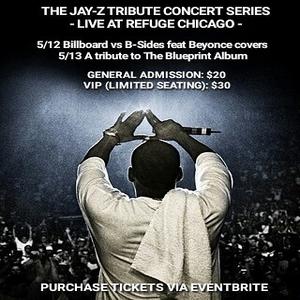 THE JAY-Z TRIBUTE CONCERT SERIES
- LIVE AT REFUGE CHICAGO -
5/12 Billboard vs B-Sides feat Beyonce covers
5/13 A tribute to The Blueprint Album
GENERAL ADMISSION: $20
VIP (LIMITED SEATING): $30
PURCHASE TICKETS VIA EVENTBRITE